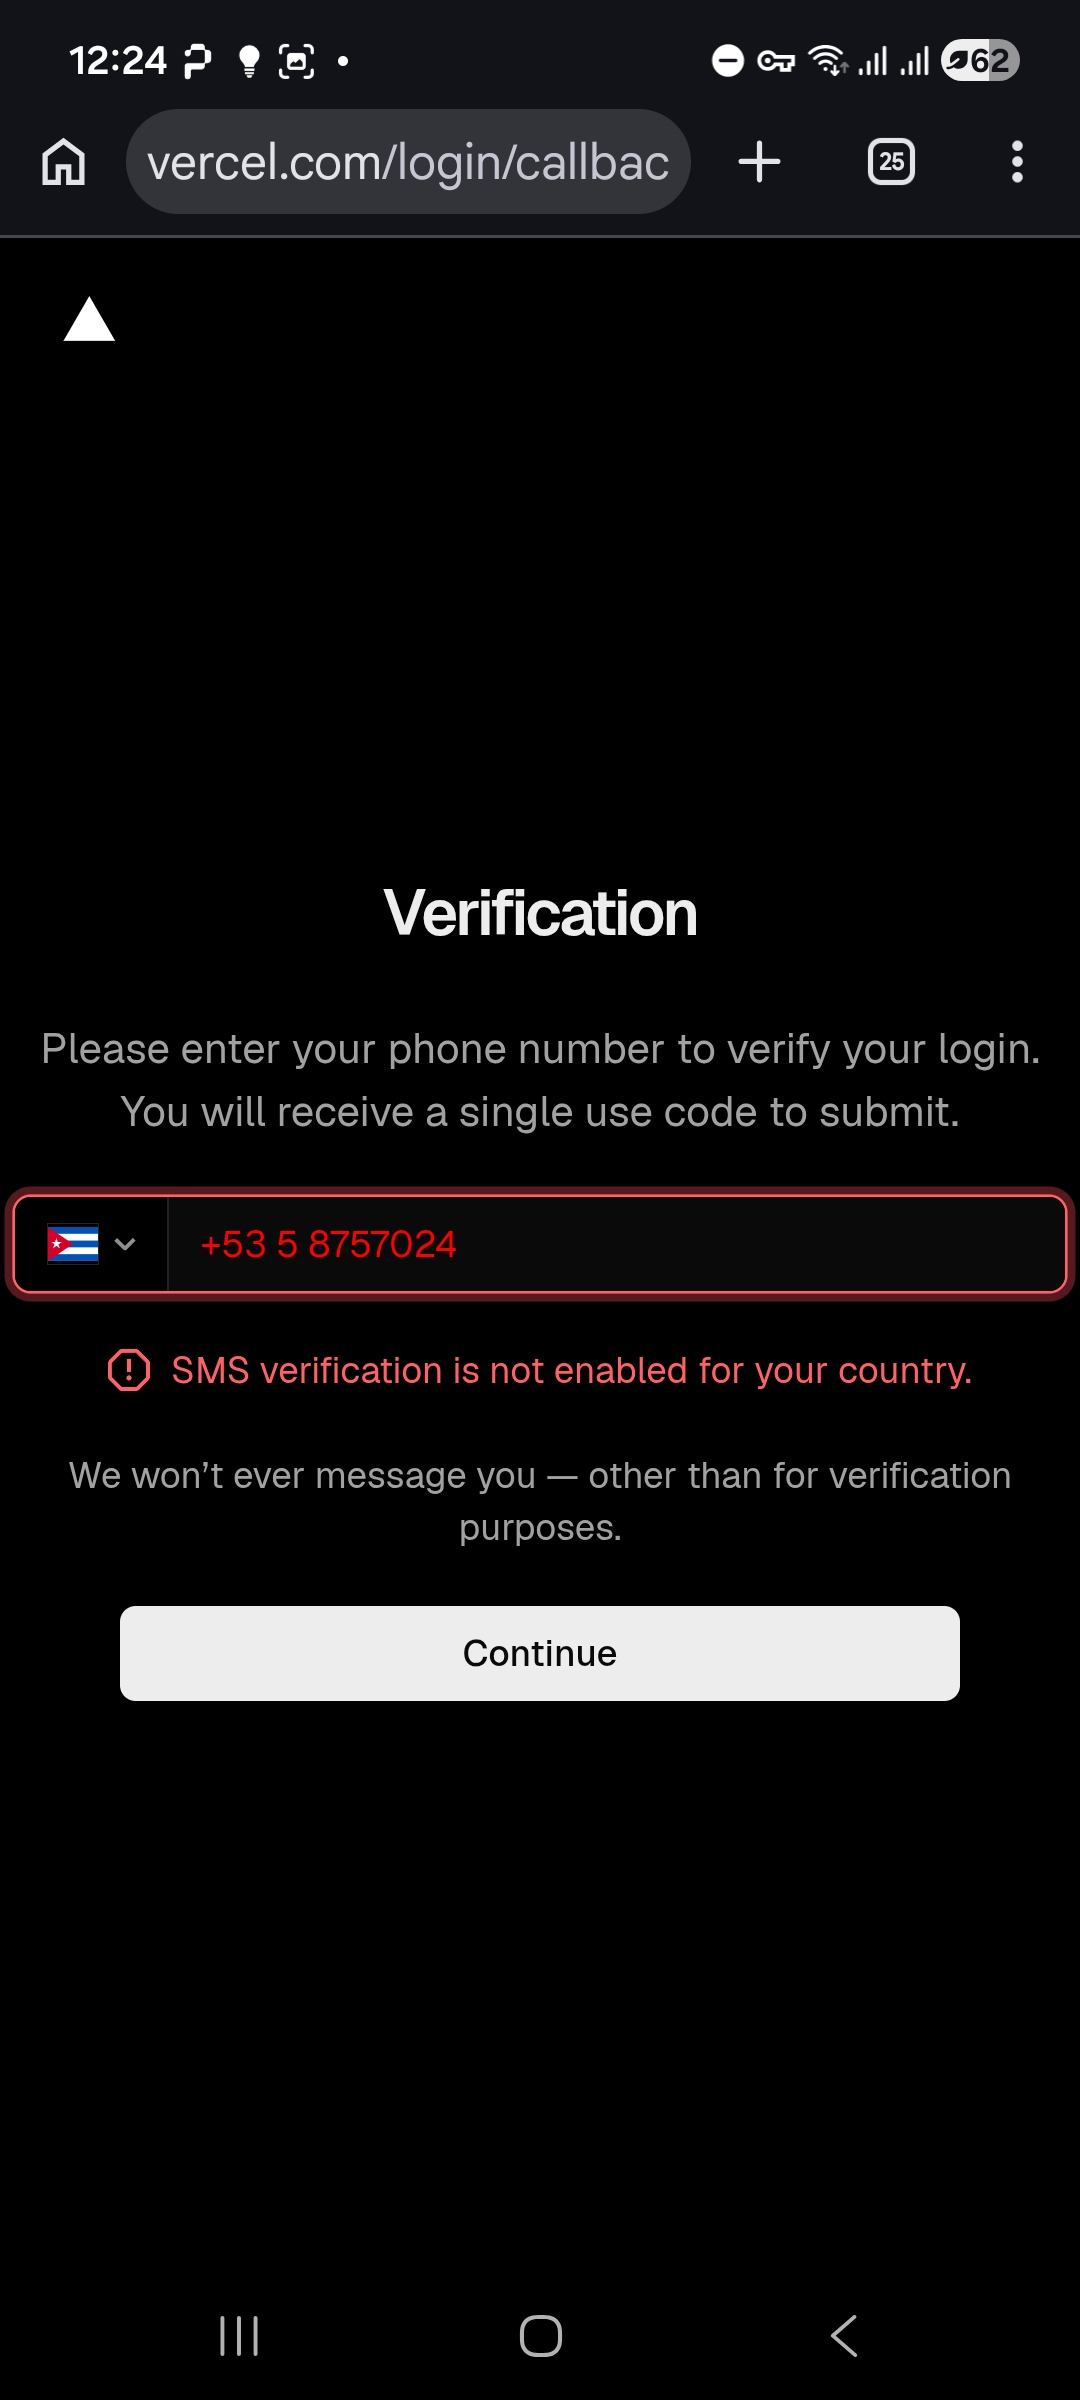 12:24
62
vercel.com/login/callbac
25
Verification
Please enter your phone number to verify your login.
You will receive a single use code to submit.
+53 5 8757024
SMS verification is not enabled for your country.
We won’t ever message you — other than for verification
purposes.
Continue